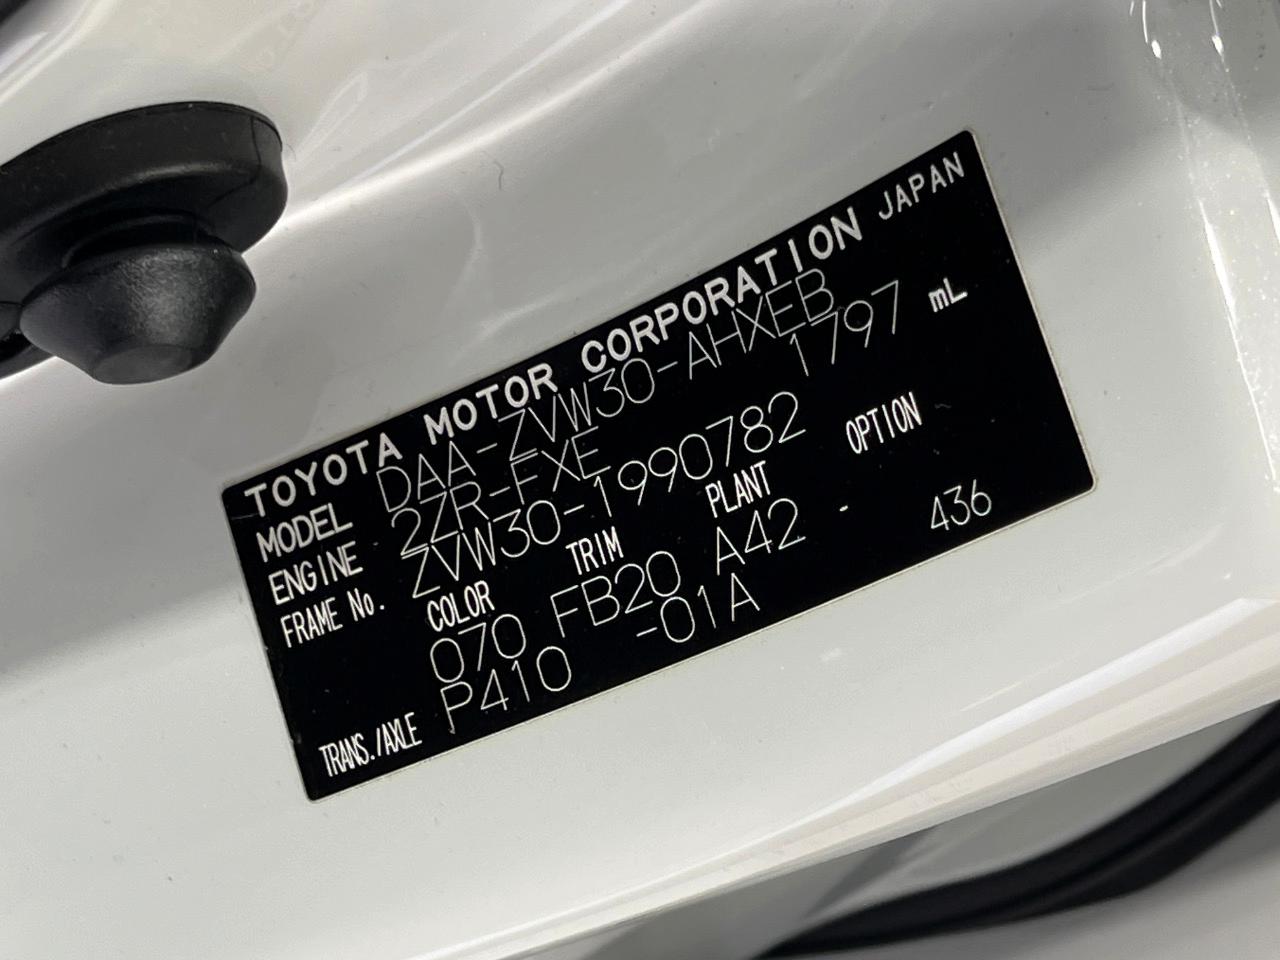 TOYOTA MOTOR CORPORATION JAPAN
MODEL DAA-ZVW30-AHXEB
ENGINE 2ZR-FXE 1797 mL
FRAME No. ZVW30-1990782
COLOR TRIM PLANT OPTION
070 FB20 A42 - 436
TRANS./AXLE P410 -01A